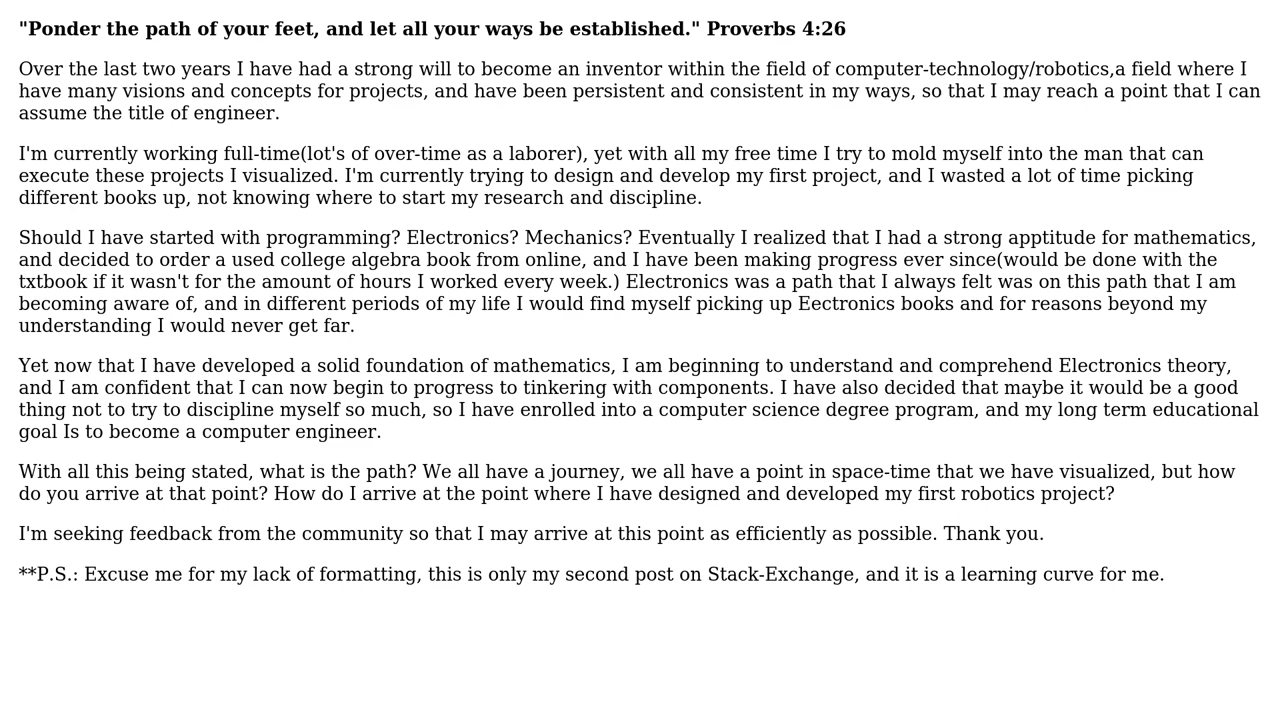 "Ponder the path of your feet, and let all your ways be established." Proverbs 4:26
Over the last two years I have had a strong will to become an inventor within the field of computer-technology/robotics,a field where I
have many visions and concepts for projects, and have been persistent and consistent in my ways, so that I may reach a point that I can
assume the title of engineer.
I'm currently working full-time(lot's of over-time as a laborer), yet with all my free time I try to mold myself into the man that can
execute these projects I visualized. I'm currently trying to design and develop my first project, and I wasted a lot of time picking
different books up, not knowing where to start my research and discipline.
Should I have started with programming? Electronics? Mechanics? Eventually I realized that I had a strong apptitude for mathematics,
and decided to order a used college algebra book from online, and I have been making progress ever since(would be done with the
txtbook if it wasn't for the amount of hours I worked every week.) Electronics was a path that I always felt was on this path that I am
becoming aware of, and in different periods of my life I would find myself picking up Eectronics books and for reasons beyond my
understanding I would never get far.
Yet now that I have developed a solid foundation of mathematics, I am beginning to understand and comprehend Electronics theory,
and I am confident that I can now begin to progress to tinkering with components. I have also decided that maybe it would be a good
thing not to try to discipline myself so much, so I have enrolled into a computer science degree program, and my long term educational
goal Is to become a computer engineer.
With all this being stated, what is the path? We all have a journey, we all have a point in space-time that we have visualized, but how
do you arrive at that point? How do I arrive at the point where I have designed and developed my first robotics project?
I'm seeking feedback from the community so that I may arrive at this point as efficiently as possible. Thank you.
**P.S.: Excuse me for my lack of formatting, this is only my second post on Stack-Exchange, and it is a learning curve for me.